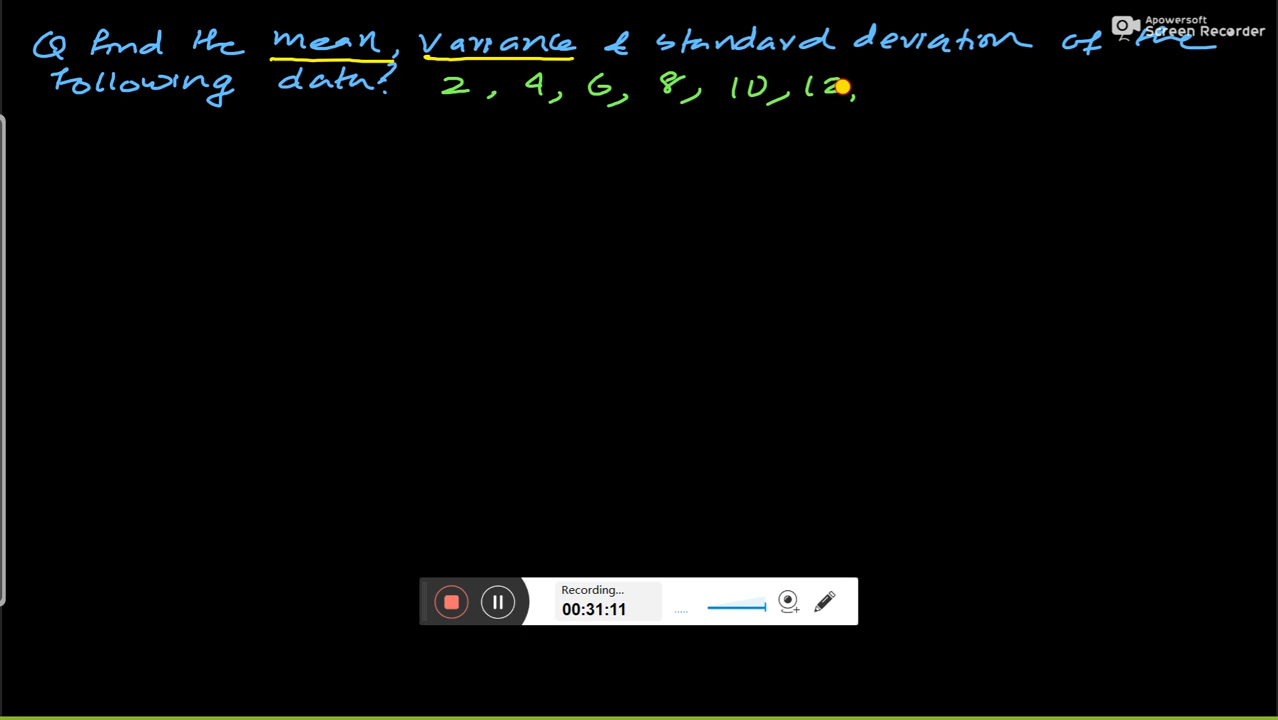 Q find the mean, variance & standard deviation of the
following data? 2, 4, 6, 8, 10, 12,
Apowersoft
Screen Recorder
Recording...
00:31:11